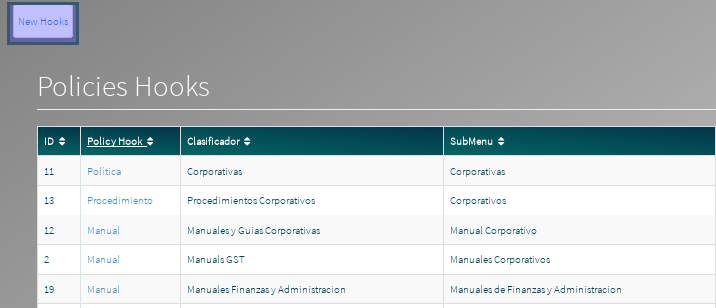 New Hooks
Policies Hooks
ID Policy Hook Clasificador SubMenu
11 Política Corporativas Corporativas
13 Procedimiento Procedimientos Corporativos Corporativos
12 Manual Manuales y Guias Corporativas Manual Corporativo
2 Manual Manuals GST Manuales Corporativos
19 Manual Manuales Finanzas y Administracion Manuales de Finanzas y Administracion